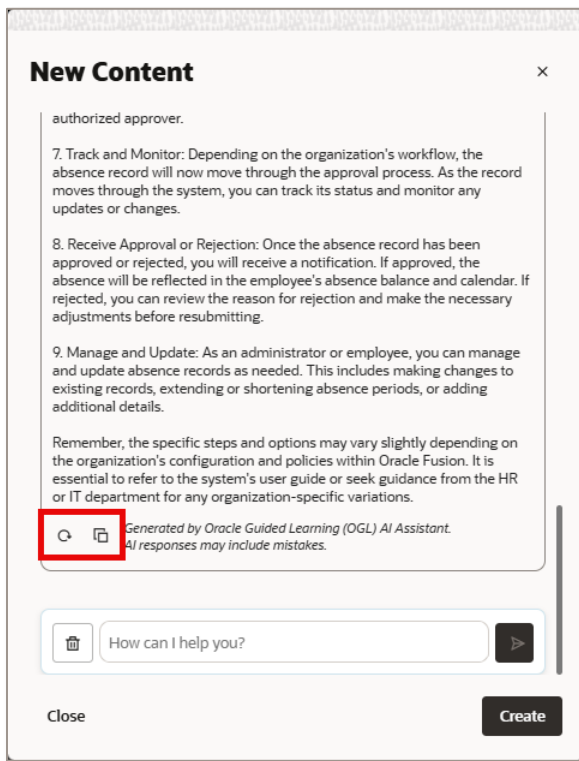 New Content
authorized approver.
7. Track and Monitor: Depending on the organization's workflow, the
absence record will now move through the approval process. As the record
moves through the system, you can track its status and monitor any
updates or changes.
8. Receive Approval or Rejection: Once the absence record has been
approved or rejected, you will receive a notification. If approved, the
absence will be reflected in the employee's absence balance and calendar. If
rejected, you can review the reason for rejection and make the necessary
adjustments before resubmitting.
9. Manage and Update: As an administrator or employee, you can manage
and update absence records as needed. This includes making changes to
existing records, extending or shortening absence periods, or adding
additional details.
Remember, the specific steps and options may vary slightly depending on
the organization's configuration and policies within Oracle Fusion. It is
essential to refer to the system's user guide or seek guidance from the HR
or IT department for any organization-specific variations.
Generated by Oracle Guided Learning (OGL) AI Assistant.
AI responses may include mistakes.
How can I help you?
Close
Create